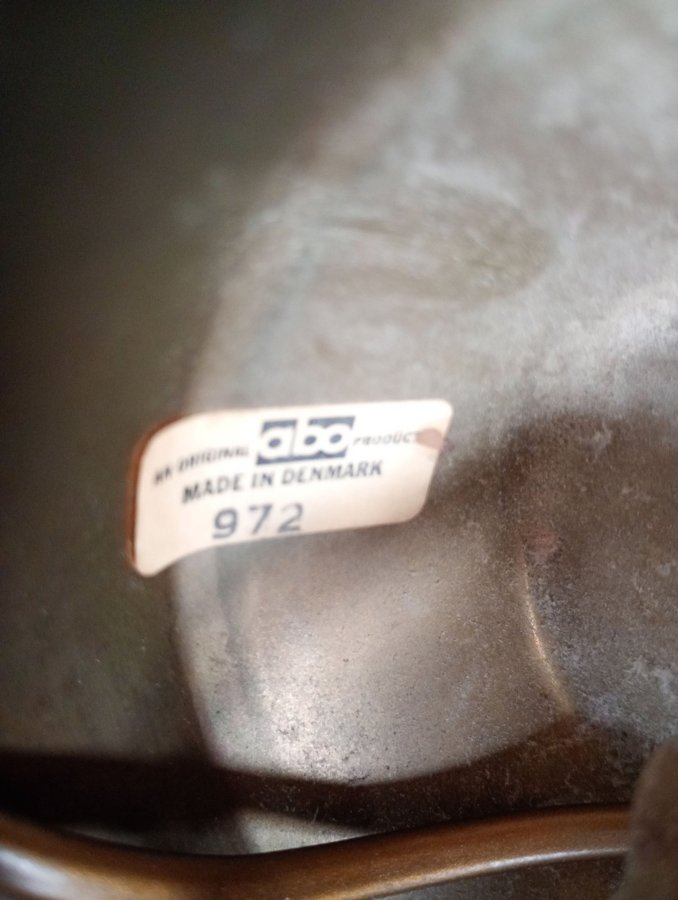 AN ORIGINAL abo PRODUCT
MADE IN DENMARK
972